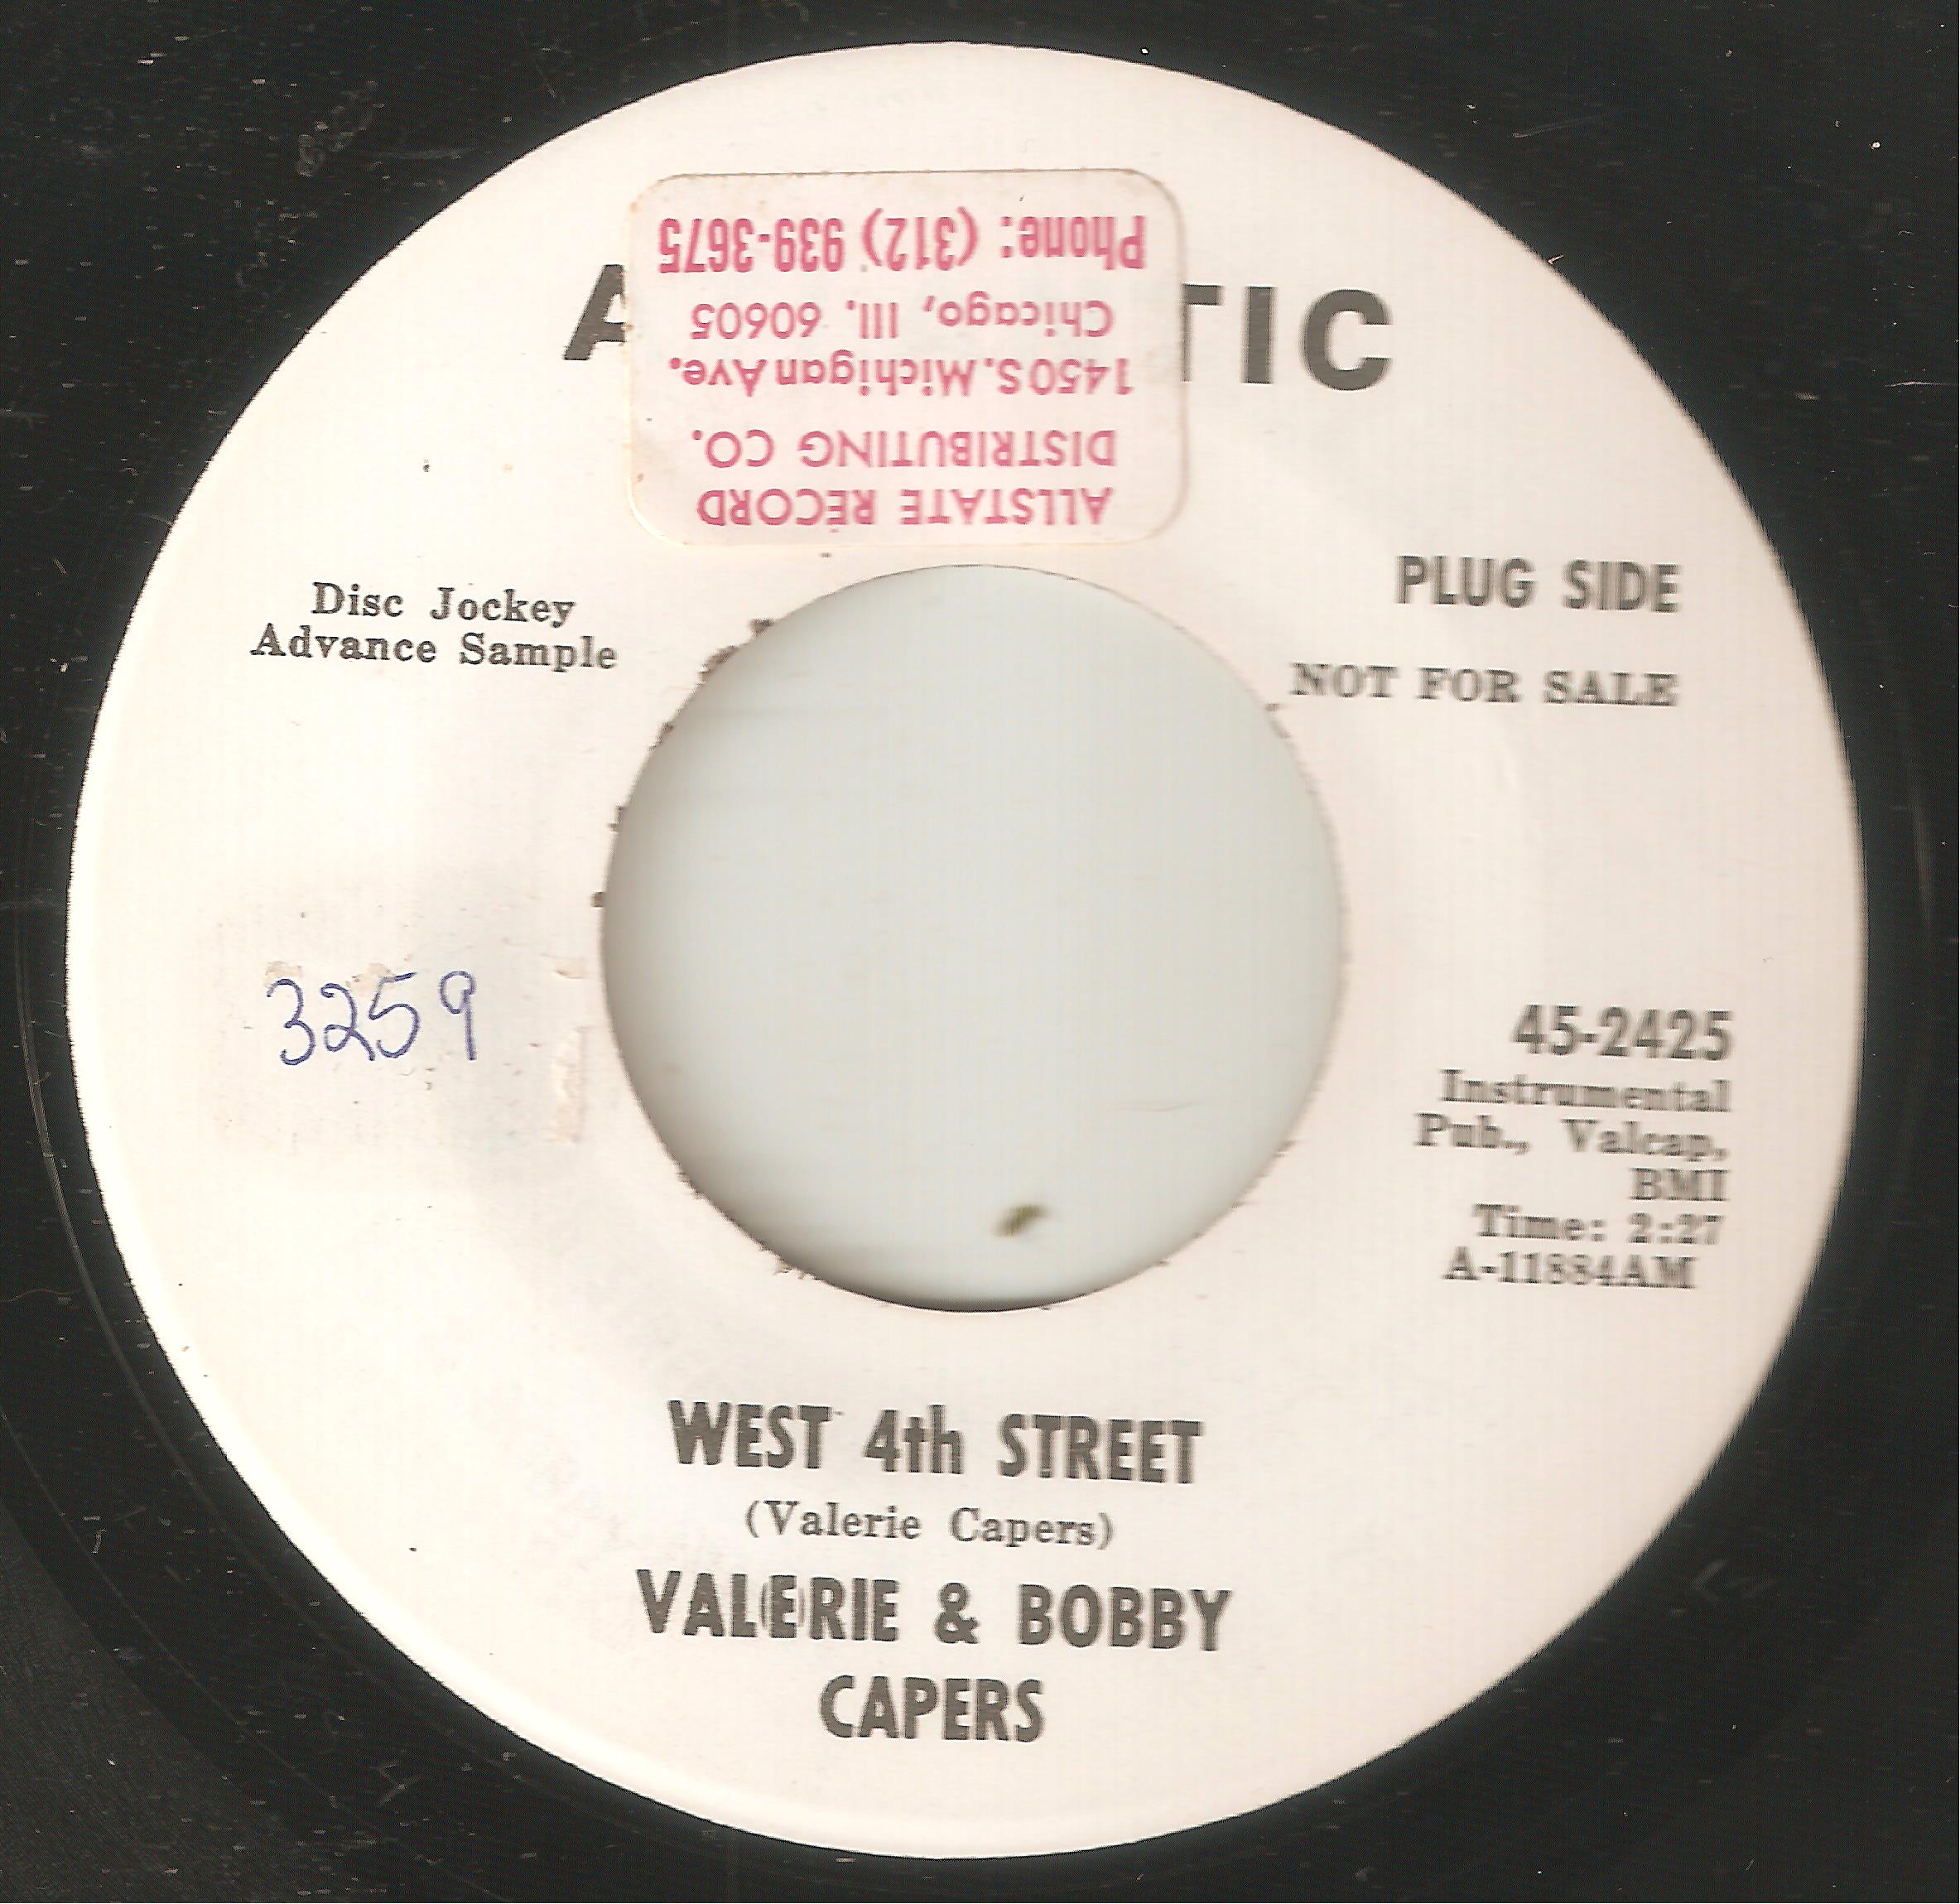 A TIC
Phone: (312) 939-3675
Chicago, Ill. 60605
1450 S. Michigan Ave.
DISTRIBUTING CO.
ALLSTATE RECORD
Disc Jockey
Advance Sample
PLUG SIDE
NOT FOR SALE
3259
45-2425
Instrumental
Pub., Valcap,
BMI
Time: 2:27
A-11884AM
WEST 4th STREET
(Valerie Capers)
VALERIE & BOBBY
CAPERS